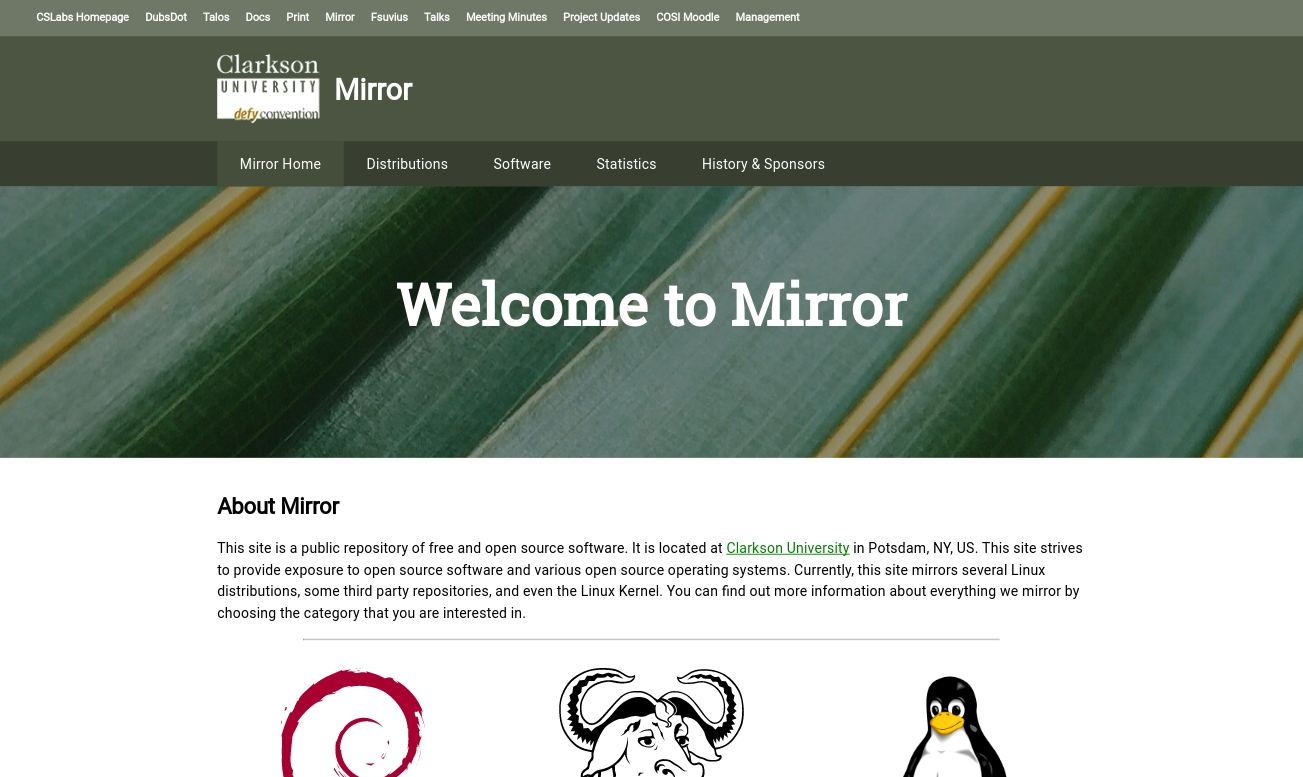 CSLabs Homepage DubsDot Talos Docs Print Mirror Fsuvius Talks Meeting Minutes Project Updates COSI Moodle Management
Clarkson
UNIVERSITY
defy convention
Mirror
Mirror Home Distributions Software Statistics History & Sponsors
Welcome to Mirror
About Mirror
This site is a public repository of free and open source software. It is located at Clarkson University in Potsdam, NY, US. This site strives
to provide exposure to open source software and various open source operating systems. Currently, this site mirrors several Linux
distributions, some third party repositories, and even the Linux Kernel. You can find out more information about everything we mirror by
choosing the category that you are interested in.